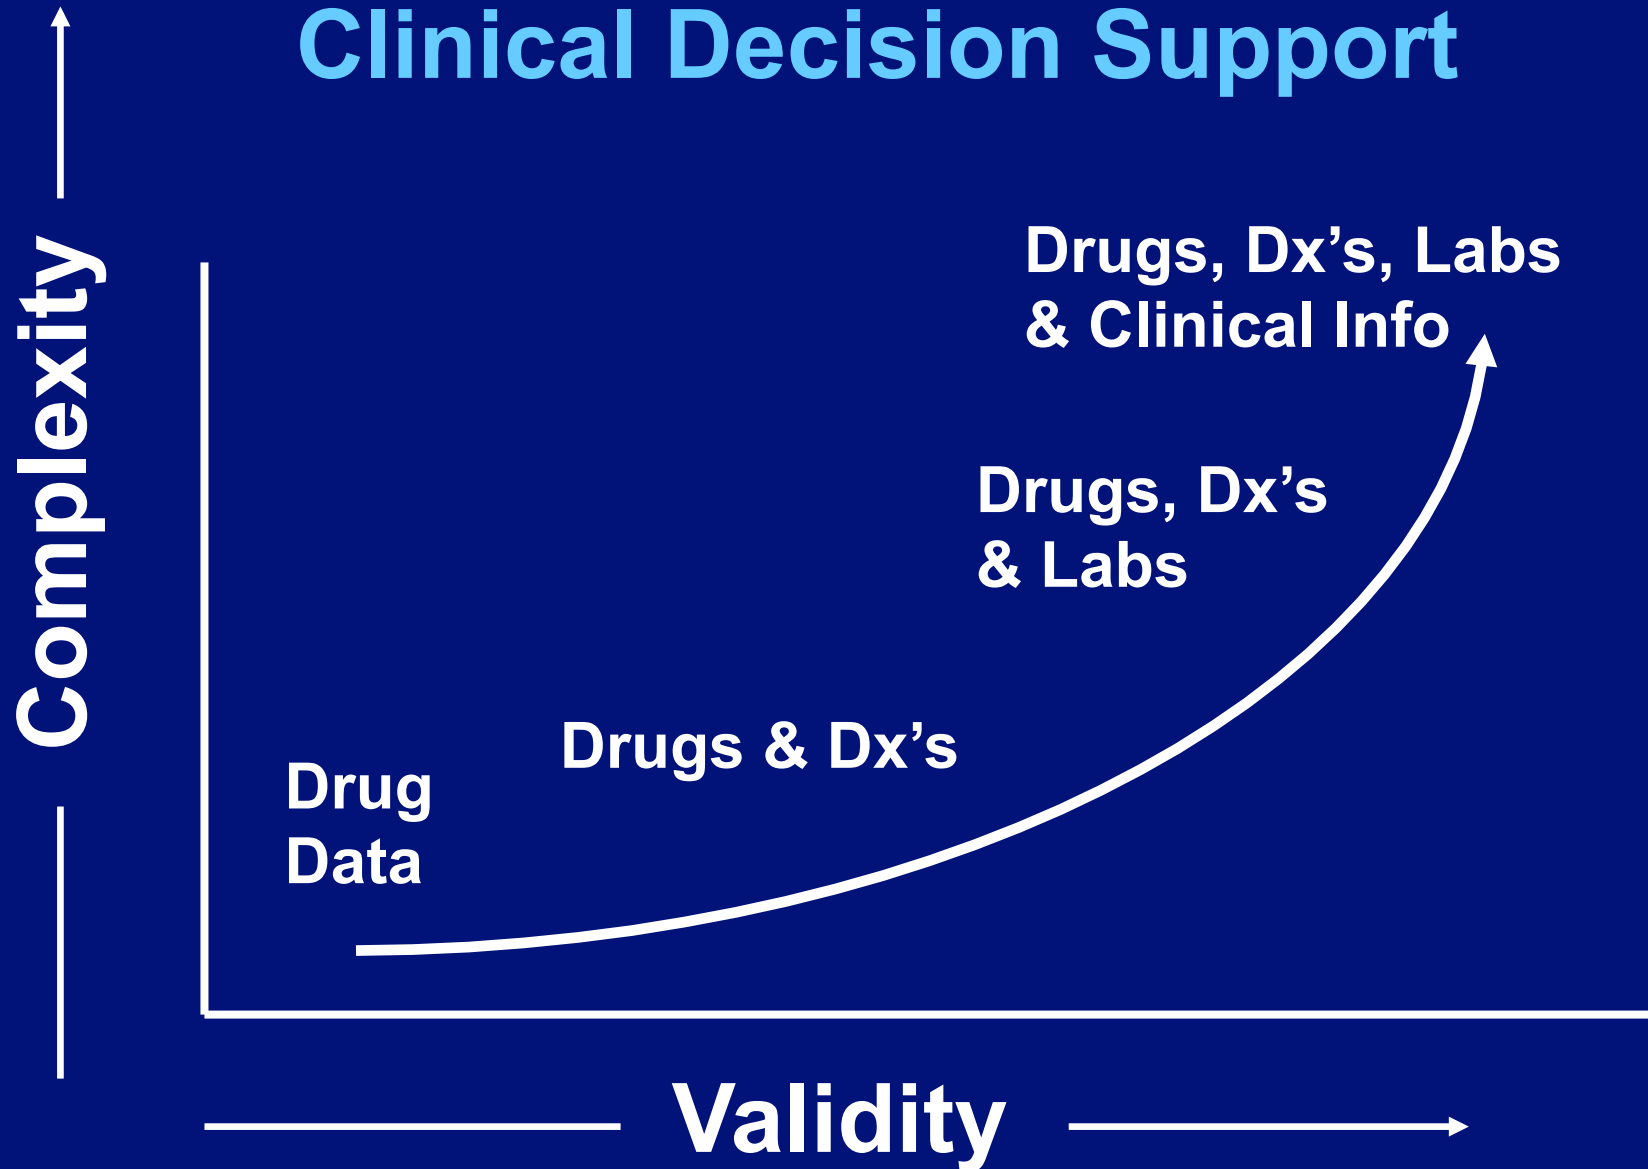 Clinical Decision Support
Complexity
Drugs, Dx’s, Labs
& Clinical Info
Drugs, Dx’s
& Labs
Drugs & Dx’s
Drug
Data
Validity